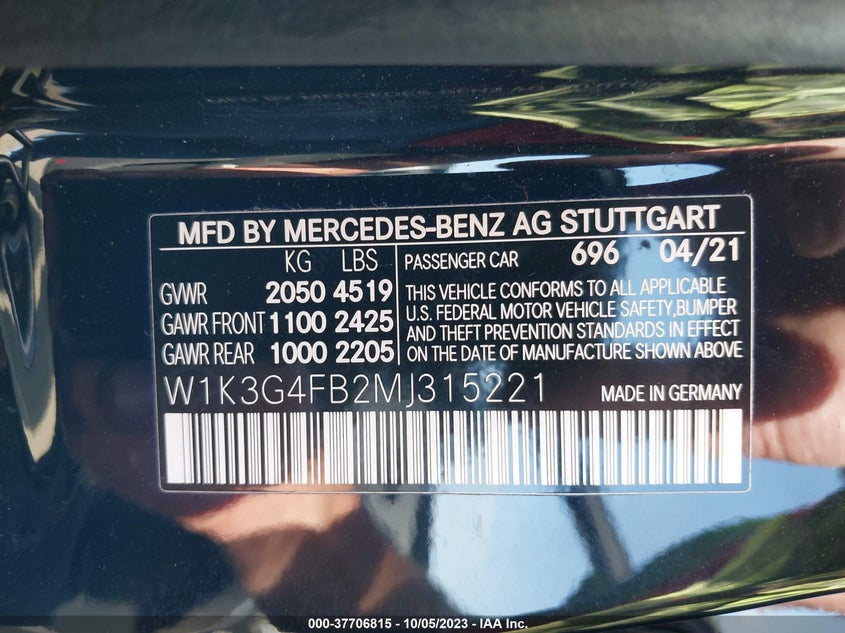 MFD BY MERCEDES-BENZ AG STUTTGART
KG LBS
GVWR 2050 4519
GAWR FRONT 1100 2425
GAWR REAR 1000 2205
PASSENGER CAR 696 04/21
THIS VEHICLE CONFORMS TO ALL APPLICABLE
U.S. FEDERAL MOTOR VEHICLE SAFETY,BUMPER
AND THEFT PREVENTION STANDARDS IN EFFECT
ON THE DATE OF MANUFACTURE SHOWN ABOVE
W1K3G4FB2MJ315221
MADE IN GERMANY
000-37706815 - 10/05/2023 - IAA Inc.